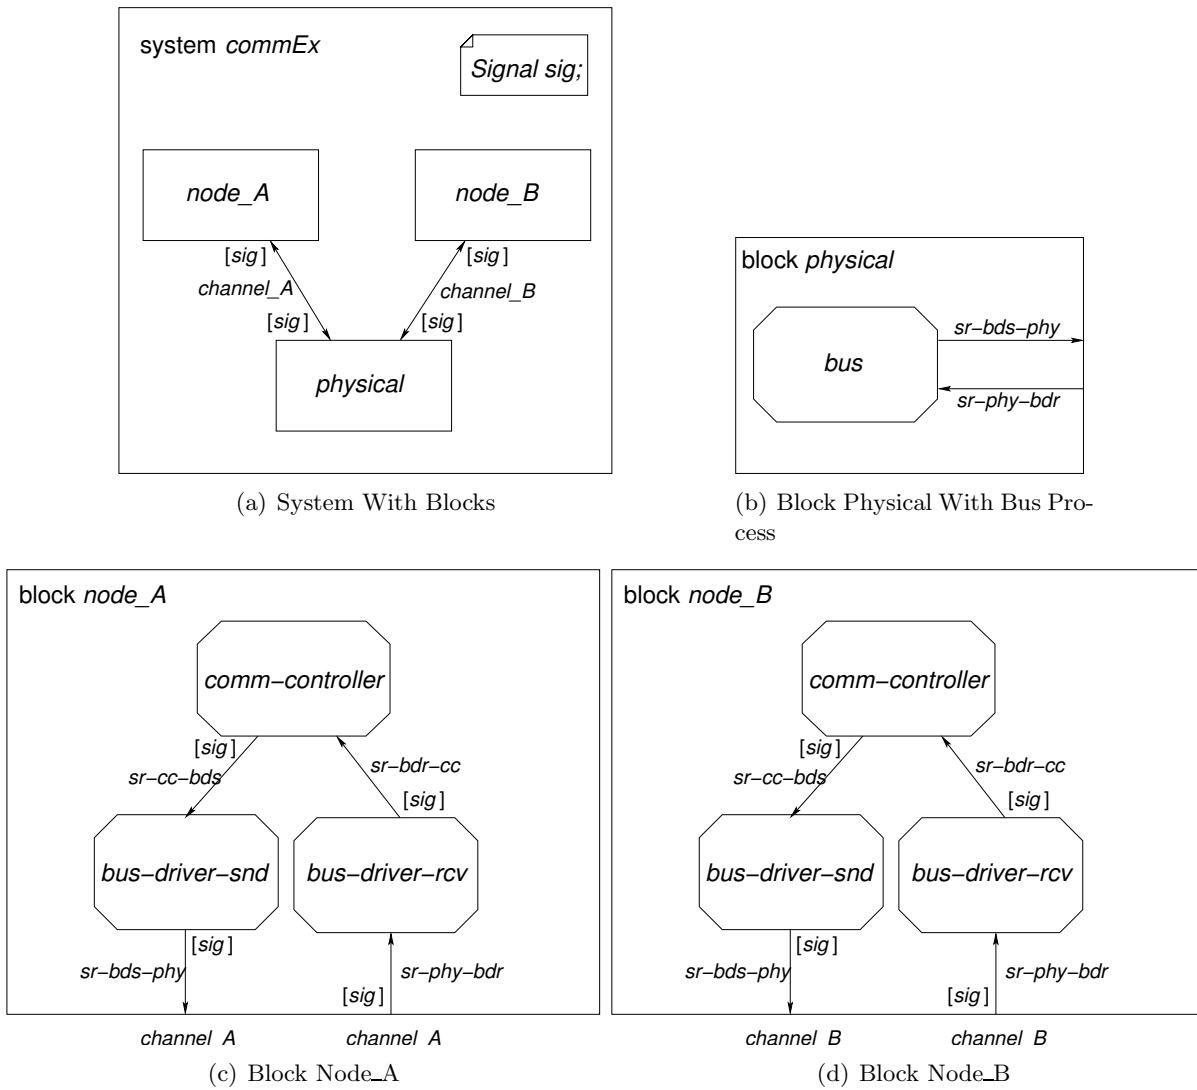 system commEx
Signal sig;
node_A
node_B
[sig]
[sig]
channel_A
channel_B
[sig]
[sig]
physical
(a) System With Blocks
block physical
sr-bds-phy
bus
sr-phy-bdr
(b) Block Physical With Bus Pro-
cess
block node_A
comm-controller
[sig]
sr-bdr-cc
sr-cc-bds
[sig]
bus-driver-snd
bus-driver-rcv
[sig]
sr-bds-phy
sr-phy-bdr
[sig]
channel A
channel A
(c) Block Node_A
block node_B
comm-controller
[sig]
sr-bdr-cc
sr-cc-bds
[sig]
bus-driver-snd
bus-driver-rcv
[sig]
sr-bds-phy
sr-phy-bdr
[sig]
channel B
channel B
(d) Block Node_B